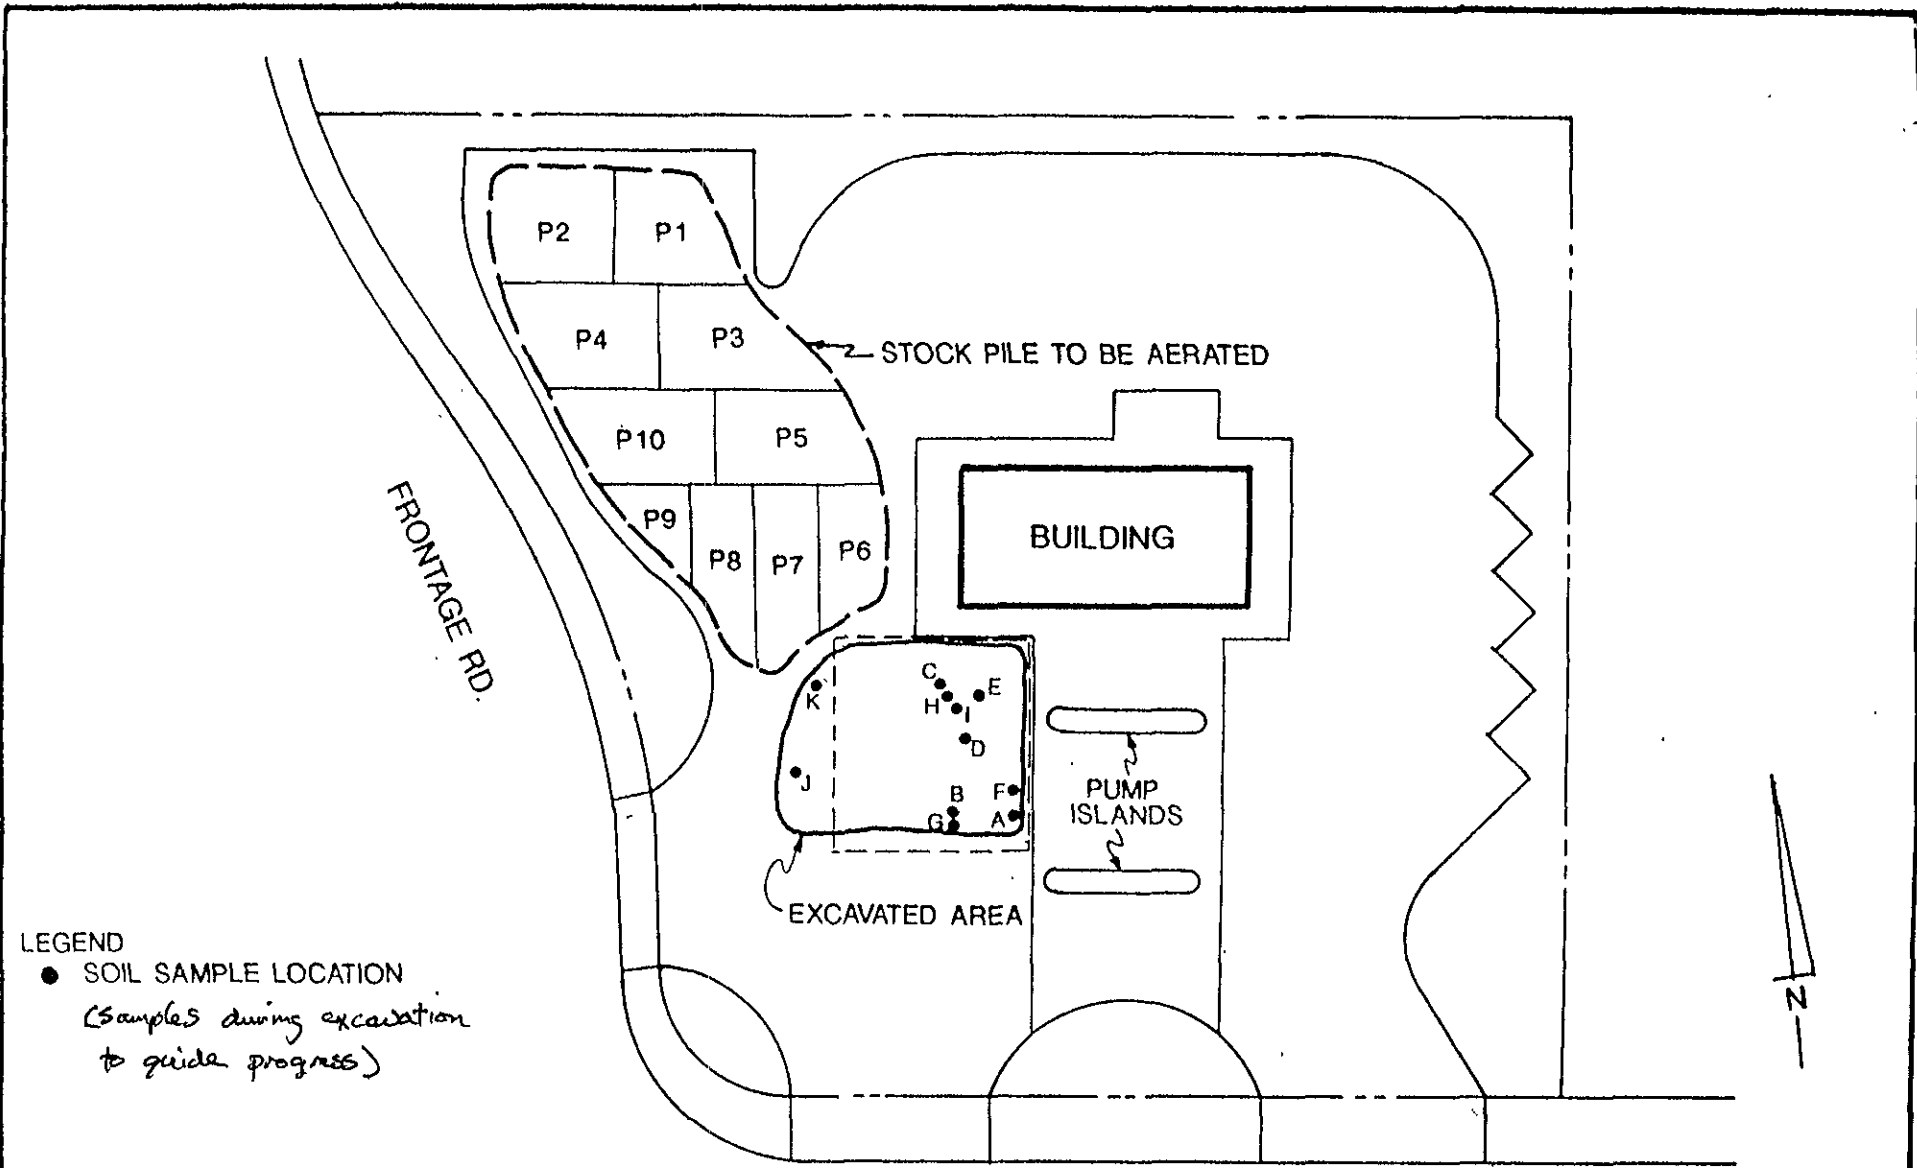 P2
P1
P4
P3
STOCK PILE TO BE AERATED
P10
P5
P9
P8
P7
P6
BUILDING
FRONTAGE RD.
C
E
K
H
I
D
J
B
F
G
A
PUMP
ISLANDS
EXCAVATED AREA
LEGEND
● SOIL SAMPLE LOCATION
(samples during excavation
to guide progress)
N